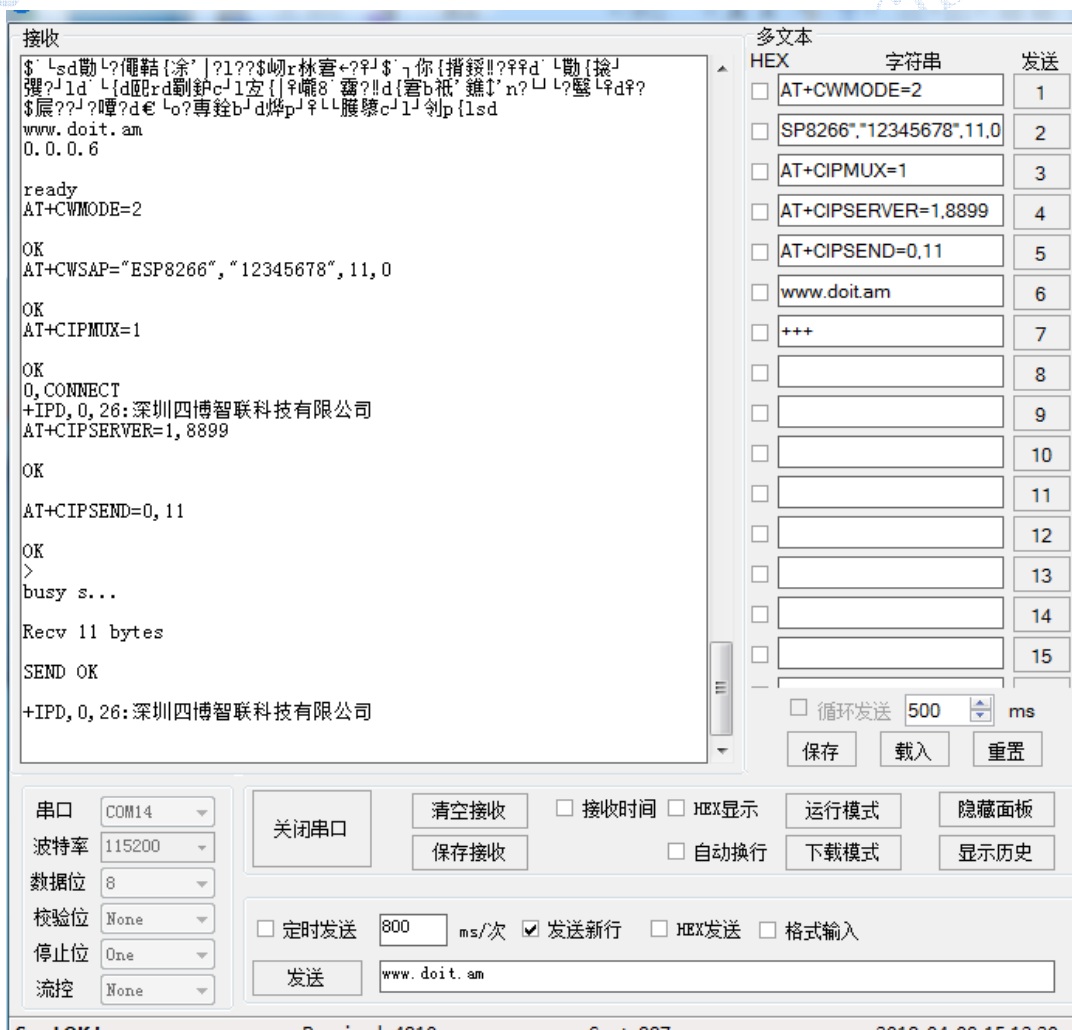 接收
www.doit.am
0.0.0.6
ready
AT+CWMODE=2
OK
AT+CWSAP="ESP8266","12345678",11,0
OK
AT+CIPMUX=1
OK
0,CONNECT
+IPD,0,26:深圳四博智联科技有限公司
AT+CIPSERVER=1,8899
OK
AT+CIPSEND=0,11
OK
>
busy s...
Recv 11 bytes
SEND OK
+IPD,0,26:深圳四博智联科技有限公司
多文本
HEX 字符串 发送
AT+CWMODE=2 1
SP8266","12345678",11,0 2
AT+CIPMUX=1 3
AT+CIPSERVER=1,8899 4
AT+CIPSEND=0,11 5
www.doit.am 6
+++ 7
8
9
10
11
12
13
14
15
循环发送 500 ms
保存 载入 重置
串口 COM14
波特率 115200
数据位 8
校验位 None
停止位 One
流控 None
关闭串口
清空接收 接收时间 HEX显示 运行模式 隐藏面板
保存接收 自动换行 下载模式 显示历史
定时发送 800 ms/次 发送新行 HEX发送 格式输入
发送 www.doit.am